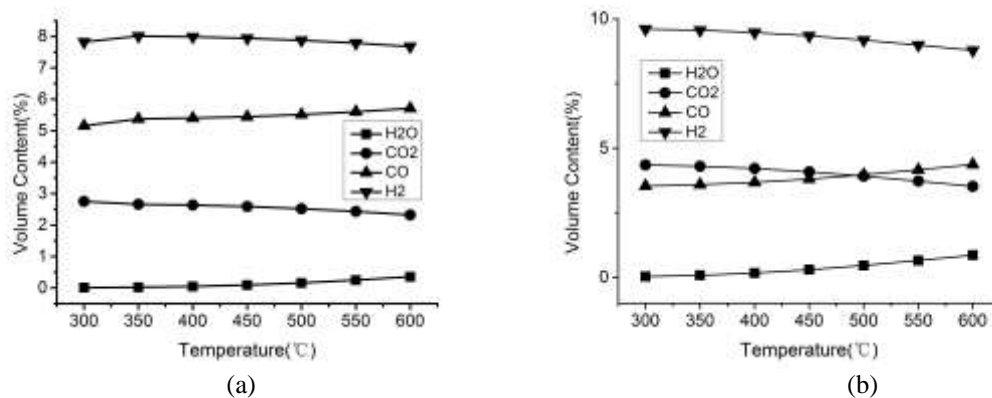 8
7
6
5
4
3
2
1
0
Volume Content(%)
H2O
CO2
CO
H2
300 350 400 450 500 550 600
Temperature(℃)
(a)
10
5
0
Volume Content(%)
H2O
CO2
CO
H2
300 350 400 450 500 550 600
Temperature(℃)
(b)